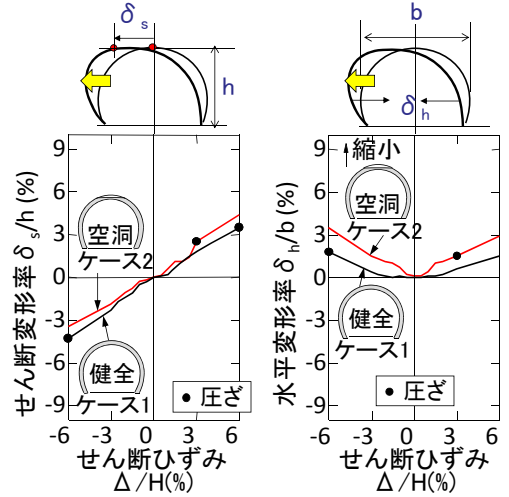 δs
h
せん断変形率 δs/h (%)
9
6
3
0
-3
-6
-9
空洞
ケース2
健全
ケース1
● 圧ざ
-6 -3 0 3 6
せん断ひずみ
Δ/H(%)
b
δh
水平変形率 δh/b (%)
9
6
3
0
-3
-6
-9
縮小
空洞
ケース2
健全
ケース1
● 圧ざ
-6 -3 0 3 6
せん断ひずみ
Δ/H(%)